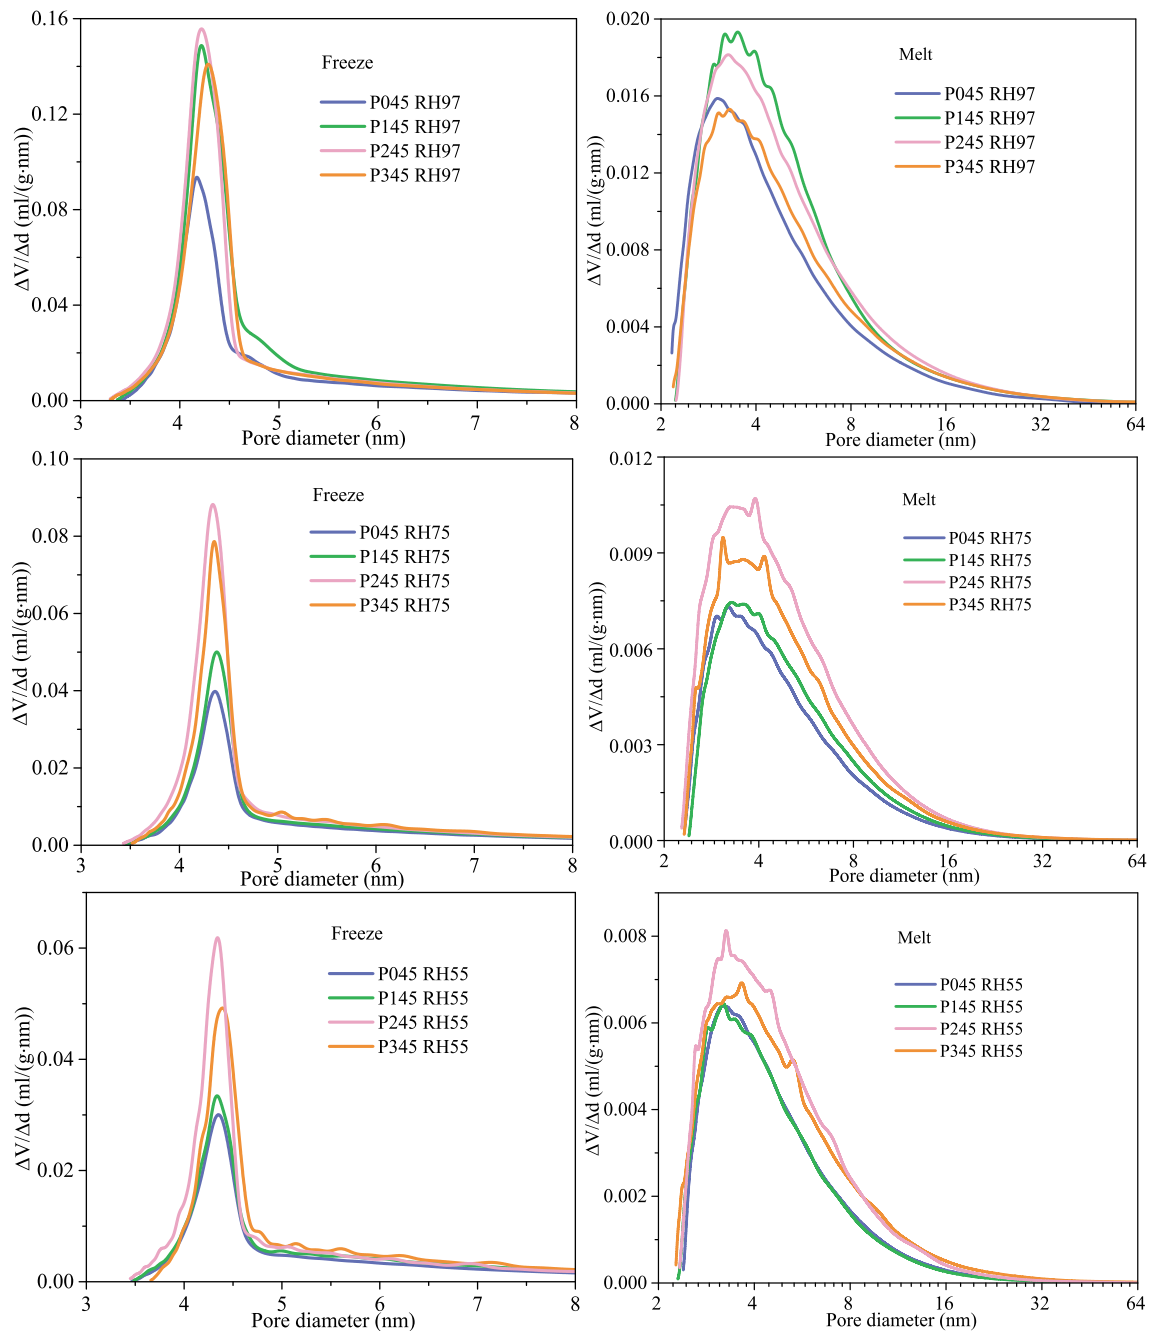 0.16
0.12
0.08
0.04
0.00
ΔV/Δd (ml/(g·nm))
Freeze
P045 RH97
P145 RH97
P245 RH97
P345 RH97
3 4 5 6 7 8
Pore diameter (nm)
0.020
0.016
0.012
0.008
0.004
0.000
ΔV/Δd (ml/(g·nm))
Melt
P045 RH97
P145 RH97
P245 RH97
P345 RH97
2 4 8 16 32 64
Pore diameter (nm)
0.10
0.08
0.06
0.04
0.02
0.00
ΔV/Δd (ml/(g·nm))
Freeze
P045 RH75
P145 RH75
P245 RH75
P345 RH75
3 4 5 6 7 8
Pore diameter (nm)
0.012
0.009
0.006
0.003
0.000
ΔV/Δd (ml/(g·nm))
Melt
P045 RH75
P145 RH75
P245 RH75
P345 RH75
2 4 8 16 32 64
Pore diameter (nm)
0.06
0.04
0.02
0.00
ΔV/Δd (ml/(g·nm))
Freeze
P045 RH55
P145 RH55
P245 RH55
P345 RH55
3 4 5 6 7 8
Pore diameter (nm)
0.008
0.006
0.004
0.002
0.000
ΔV/Δd (ml/(g·nm))
Melt
P045 RH55
P145 RH55
P245 RH55
P345 RH55
2 4 8 16 32 64
Pore diameter (nm)